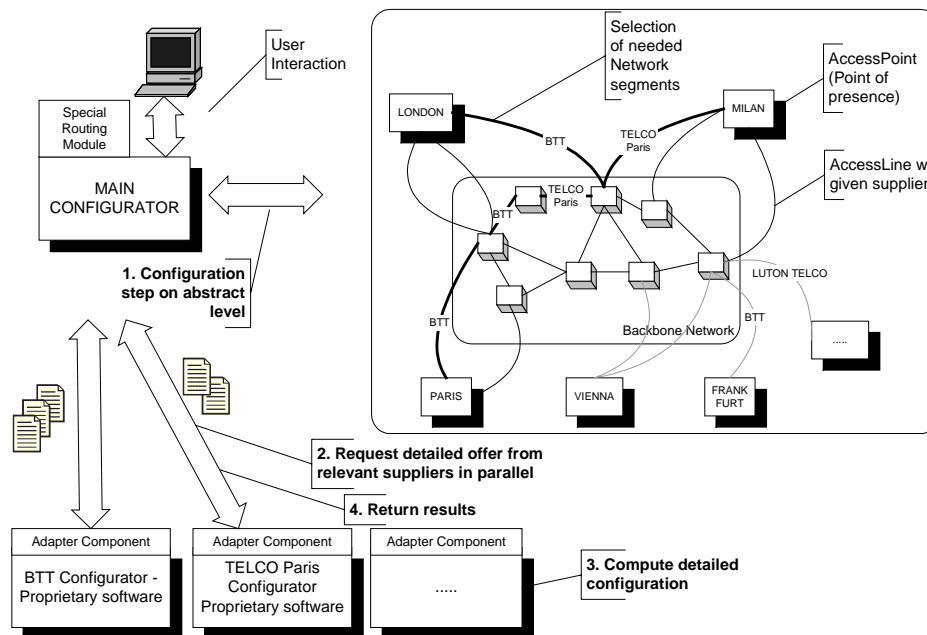 User
Interaction
Special
Routing
Module
MAIN
CONFIGURATOR
1. Configuration
step on abstract
level
Selection
of needed
Network
segments
AccessPoint
(Point of
presence)
LONDON
MILAN
BTT
TELCO
Paris
AccessLine w
given supplier
TELCO
Paris
BTT
LUTON TELCO
BTT
BTT
Backbone Network
.....
PARIS
VIENNA
FRANK
FURT
2. Request detailed offer from
relevant suppliers in parallel
4. Return results
Adapter Component
BTT Configurator -
Proprietary software
Adapter Component
TELCO Paris
Configurator
Proprietary software
Adapter Component
.....
3. Compute detailed
configuration